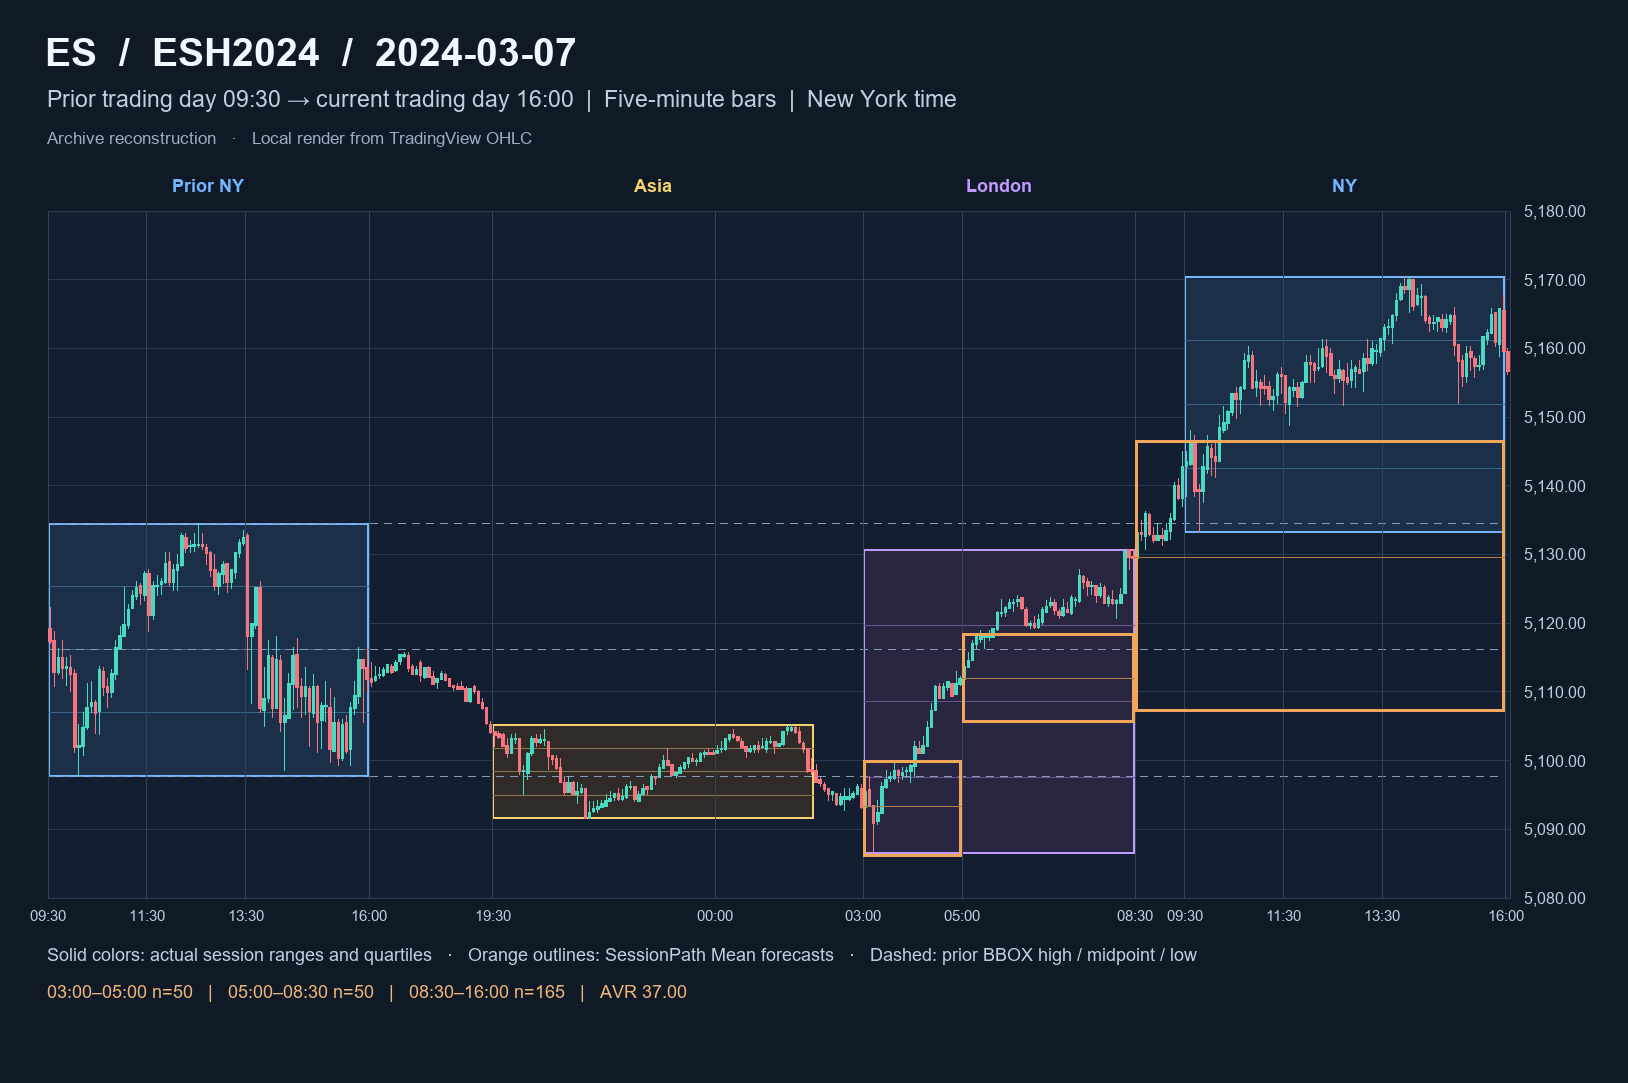 ES / ESH2024 / 2024-03-07
Prior trading day 09:30 → current trading day 16:00 | Five-minute bars | New York time
Archive reconstruction · Local render from TradingView OHLC
Prior NY Asia London NY
5,180.00
5,170.00
5,160.00
5,150.00
5,140.00
5,130.00
5,120.00
5,110.00
5,100.00
5,090.00
5,080.00
09:30 11:30 13:30 16:00 19:30 00:00 03:00 05:00 08:30 09:30 11:30 13:30 16:00
Solid colors: actual session ranges and quartiles · Orange outlines: SessionPath Mean forecasts · Dashed: prior BBOX high / midpoint / low
03:00–05:00 n=50 | 05:00–08:30 n=50 | 08:30–16:00 n=165 | AVR 37.00